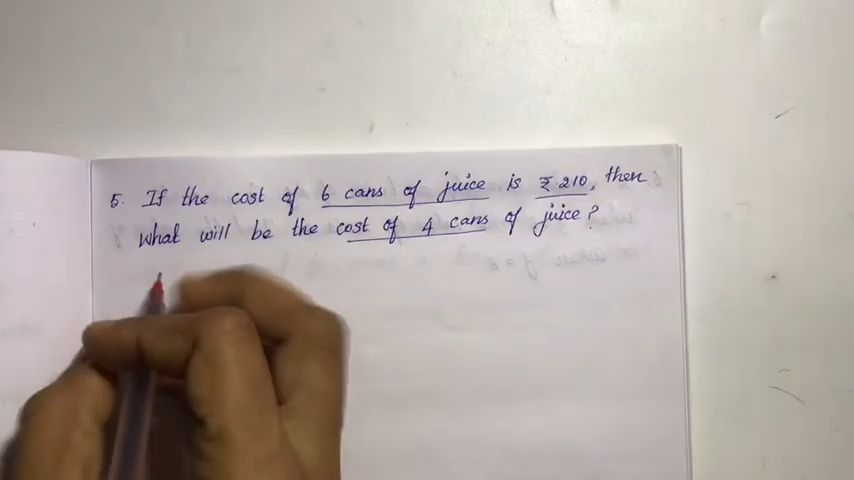 5. If the cost of 6 cans of juice is ₹ 210, then
what will be the cost of 4 cans of juice?